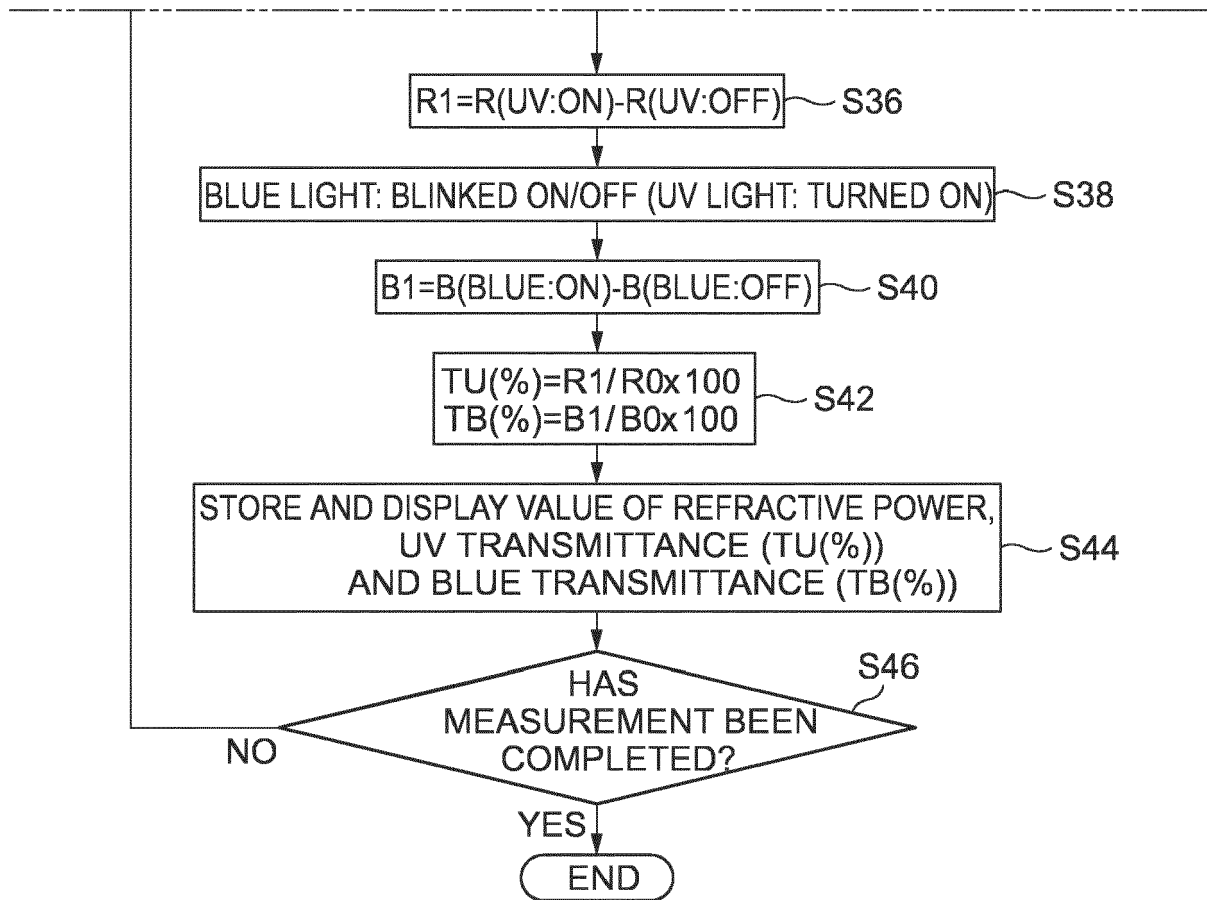 R1=R(UV:ON)-R(UV:OFF)
S36
BLUE LIGHT: BLINKED ON/OFF (UV LIGHT: TURNED ON)
S38
B1=B(BLUE:ON)-B(BLUE:OFF)
S40
TU(%)=R1/R0x100
TB(%)=B1/B0x100
S42
STORE AND DISPLAY VALUE OF REFRACTIVE POWER,
UV TRANSMITTANCE (TU(%))
AND BLUE TRANSMITTANCE (TB(%))
S44
S46
HAS
MEASUREMENT BEEN
COMPLETED?
NO
YES
END